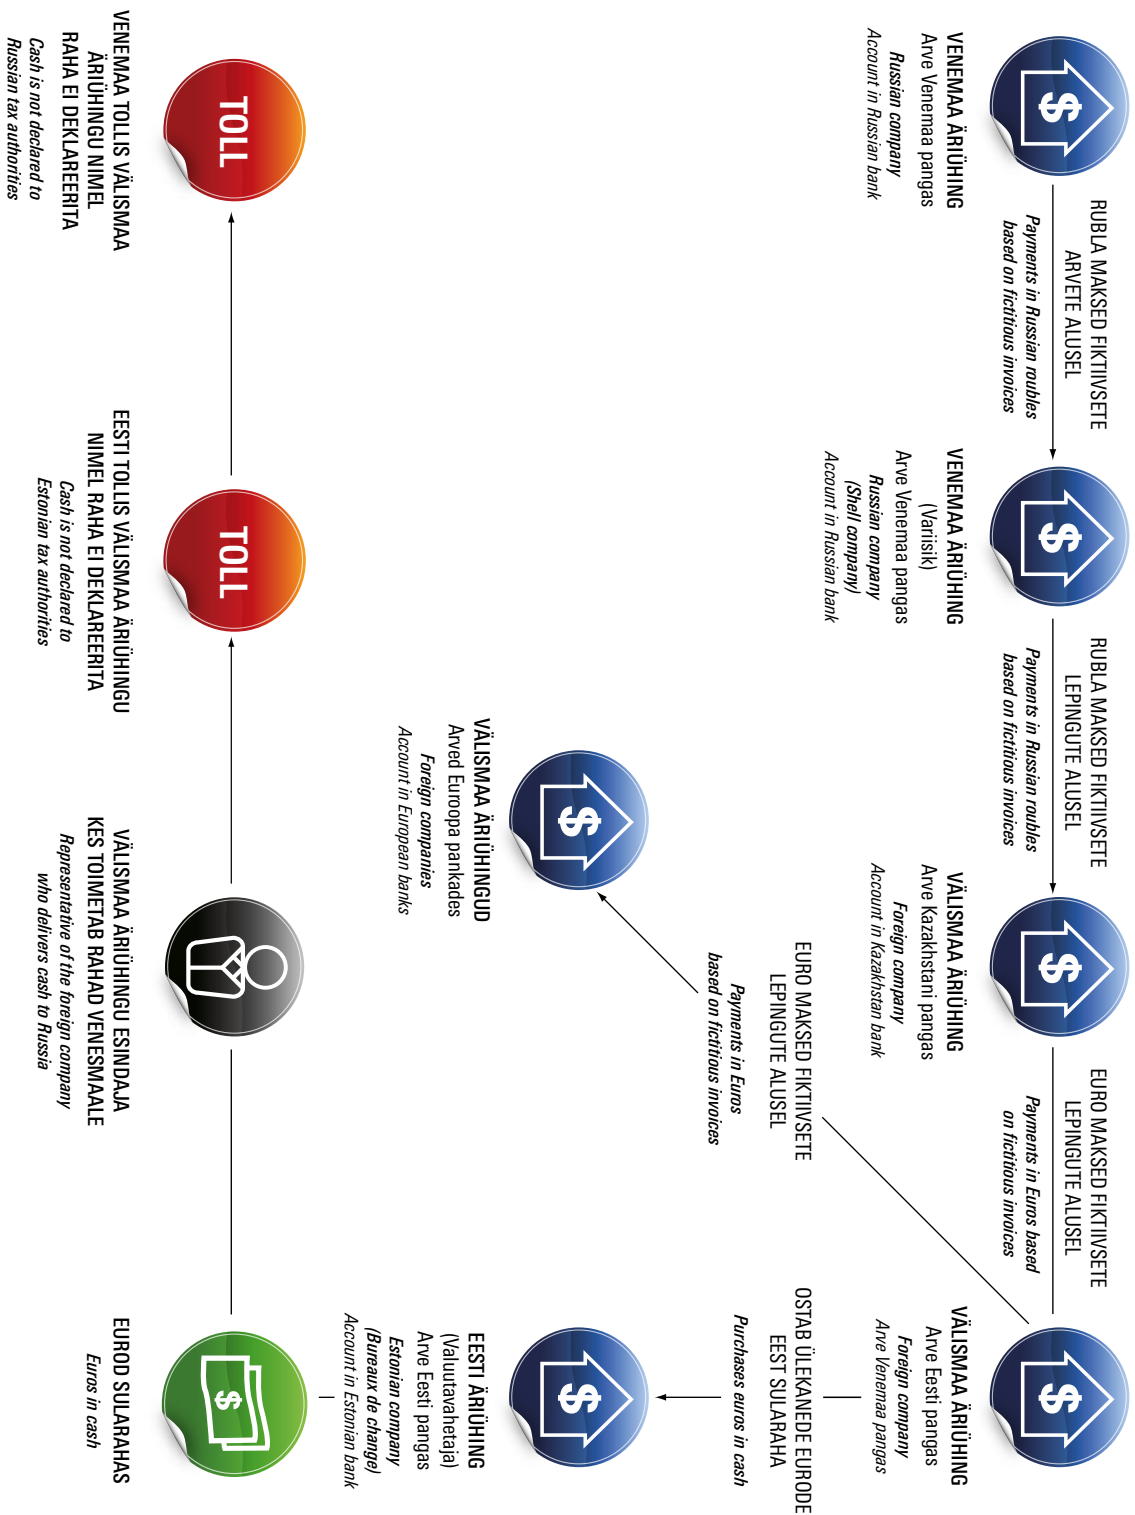 VENEMAA ÄRIÜHING
Arve Venemaa pangas
Russian company
Account in Russian bank
RUBLA MAKSED FIKTIIVSETE
ARVETE ALUSEL
Payments in Russian roubles
based on fictitious invoices
VENEMAA ÄRIÜHING
(Variisik)
Arve Venemaa pangas
Russian company
(Shell company)
Account in Russian bank
RUBLA MAKSED FIKTIIVSETE
LEPINGUTE ALUSEL
Payments in Russian roubles
based on fictitious invoices
VÄLISMAA ÄRIÜHING
Arve Kazakhstani pangas
Foreign company
Account in Kazakhstan bank
EURO MAKSED FIKTIIVSETE
LEPINGUTE ALUSEL
Payments in Euros based
on fictitious invoices
VÄLISMAA ÄRIÜHING
Arve Eesti pangas
Foreign company
Arve Venemaa pangas
EURO MAKSED FIKTIIVSETE
LEPINGUTE ALUSEL
Payments in Euros
based on fictitious invoices
VÄLISMAA ÄRIÜHINGUD
Arved Euroopa pankades
Foreign companies
Account in European banks
OSTAB ÜLEKANEDE EURODE
EEST SULARAHA
Purchases euros in cash
EESTI ÄRIÜHING
(Valuutavahetaja)
Arve Eesti pangas
Estonian company
(Bureaux de change)
Account in Estonian bank
TOLL
VENEMAA TOLLIS VÄLISMAA
ÄRIÜHINGU NIMEL
RAHA EI DEKLAREERITA
Cash is not declared to
Russian tax authorities
TOLL
EESTI TOLLIS VÄLISMAA ÄRIÜHINGU
NIMEL RAHA EI DEKLAREERITA
Cash is not declared to
Estonian tax authorities
VÄLISMAA ÄRIÜHINGU ESINDAJA
KES TOIMETAB RAHAD VENESMAALE
Representative of the foreign company
who delivers cash to Russia
EUROD SULARAHAS
Euros in cash